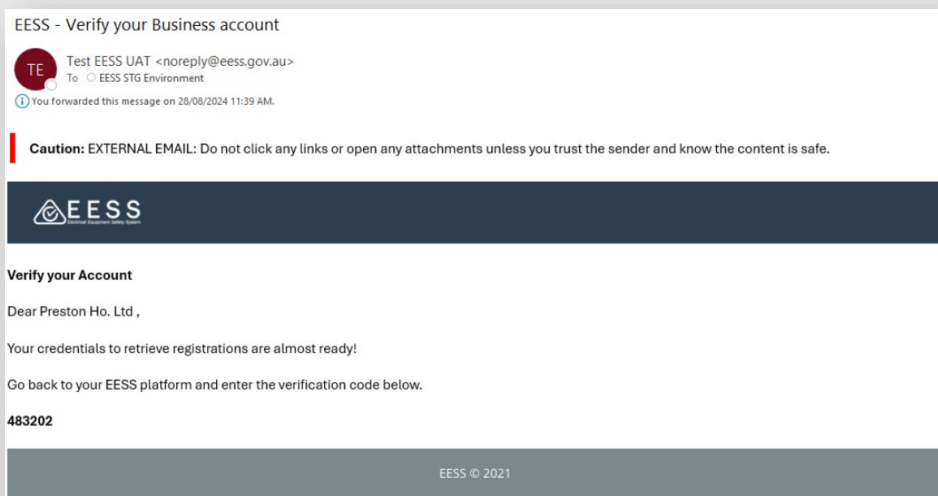 EESS - Verify your Business account
TE
Test EESS UAT <noreply@eess.gov.au>
To EESS STG Environment
You forwarded this message on 28/08/2024 11:39 AM.
Caution: EXTERNAL EMAIL: Do not click any links or open any attachments unless you trust the sender and know the content is safe.
EESS
Electrical Equipment Safety System
Verify your Account
Dear Preston Ho. Ltd ,
Your credentials to retrieve registrations are almost ready!
Go back to your EESS platform and enter the verification code below.
483202
EESS © 2021